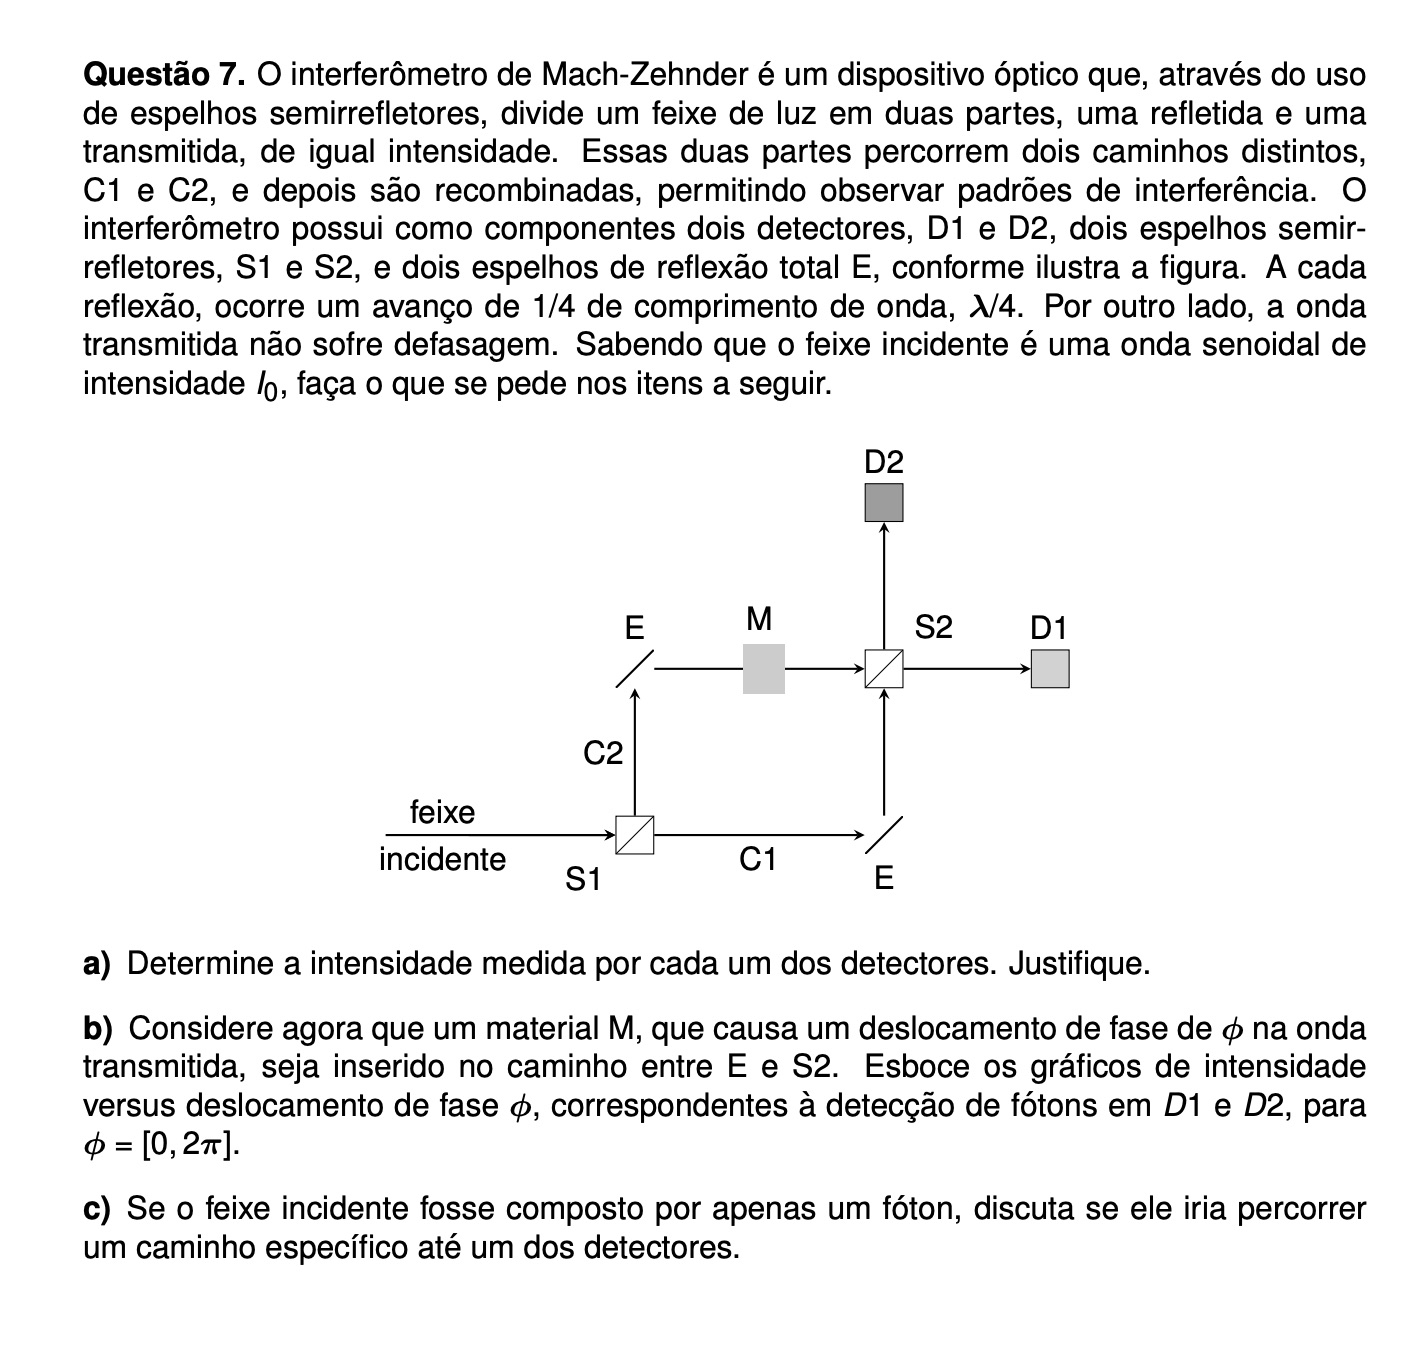 Questão 7. O interferômetro de Mach-Zehnder é um dispositivo óptico que, através do uso
de espelhos semirrefletores, divide um feixe de luz em duas partes, uma refletida e uma
transmitida, de igual intensidade. Essas duas partes percorrem dois caminhos distintos,
C1 e C2, e depois são recombinadas, permitindo observar padrões de interferência. O
interferômetro possui como componentes dois detectores, D1 e D2, dois espelhos semir-
refletores, S1 e S2, e dois espelhos de reflexão total E, conforme ilustra a figura. A cada
reflexão, ocorre um avanço de 1/4 de comprimento de onda, λ/4. Por outro lado, a onda
transmitida não sofre defasagem. Sabendo que o feixe incidente é uma onda senoidal de
intensidade I₀, faça o que se pede nos itens a seguir.
D2
E
M
S2
D1
C2
feixe
incidente
S1
C1
E
a) Determine a intensidade medida por cada um dos detectores. Justifique.
b) Considere agora que um material M, que causa um deslocamento de fase de ϕ na onda
transmitida, seja inserido no caminho entre E e S2. Esboce os gráficos de intensidade
versus deslocamento de fase ϕ, correspondentes à detecção de fótons em D1 e D2, para
ϕ = [0, 2π].
c) Se o feixe incidente fosse composto por apenas um fóton, discuta se ele iria percorrer
um caminho específico até um dos detectores.